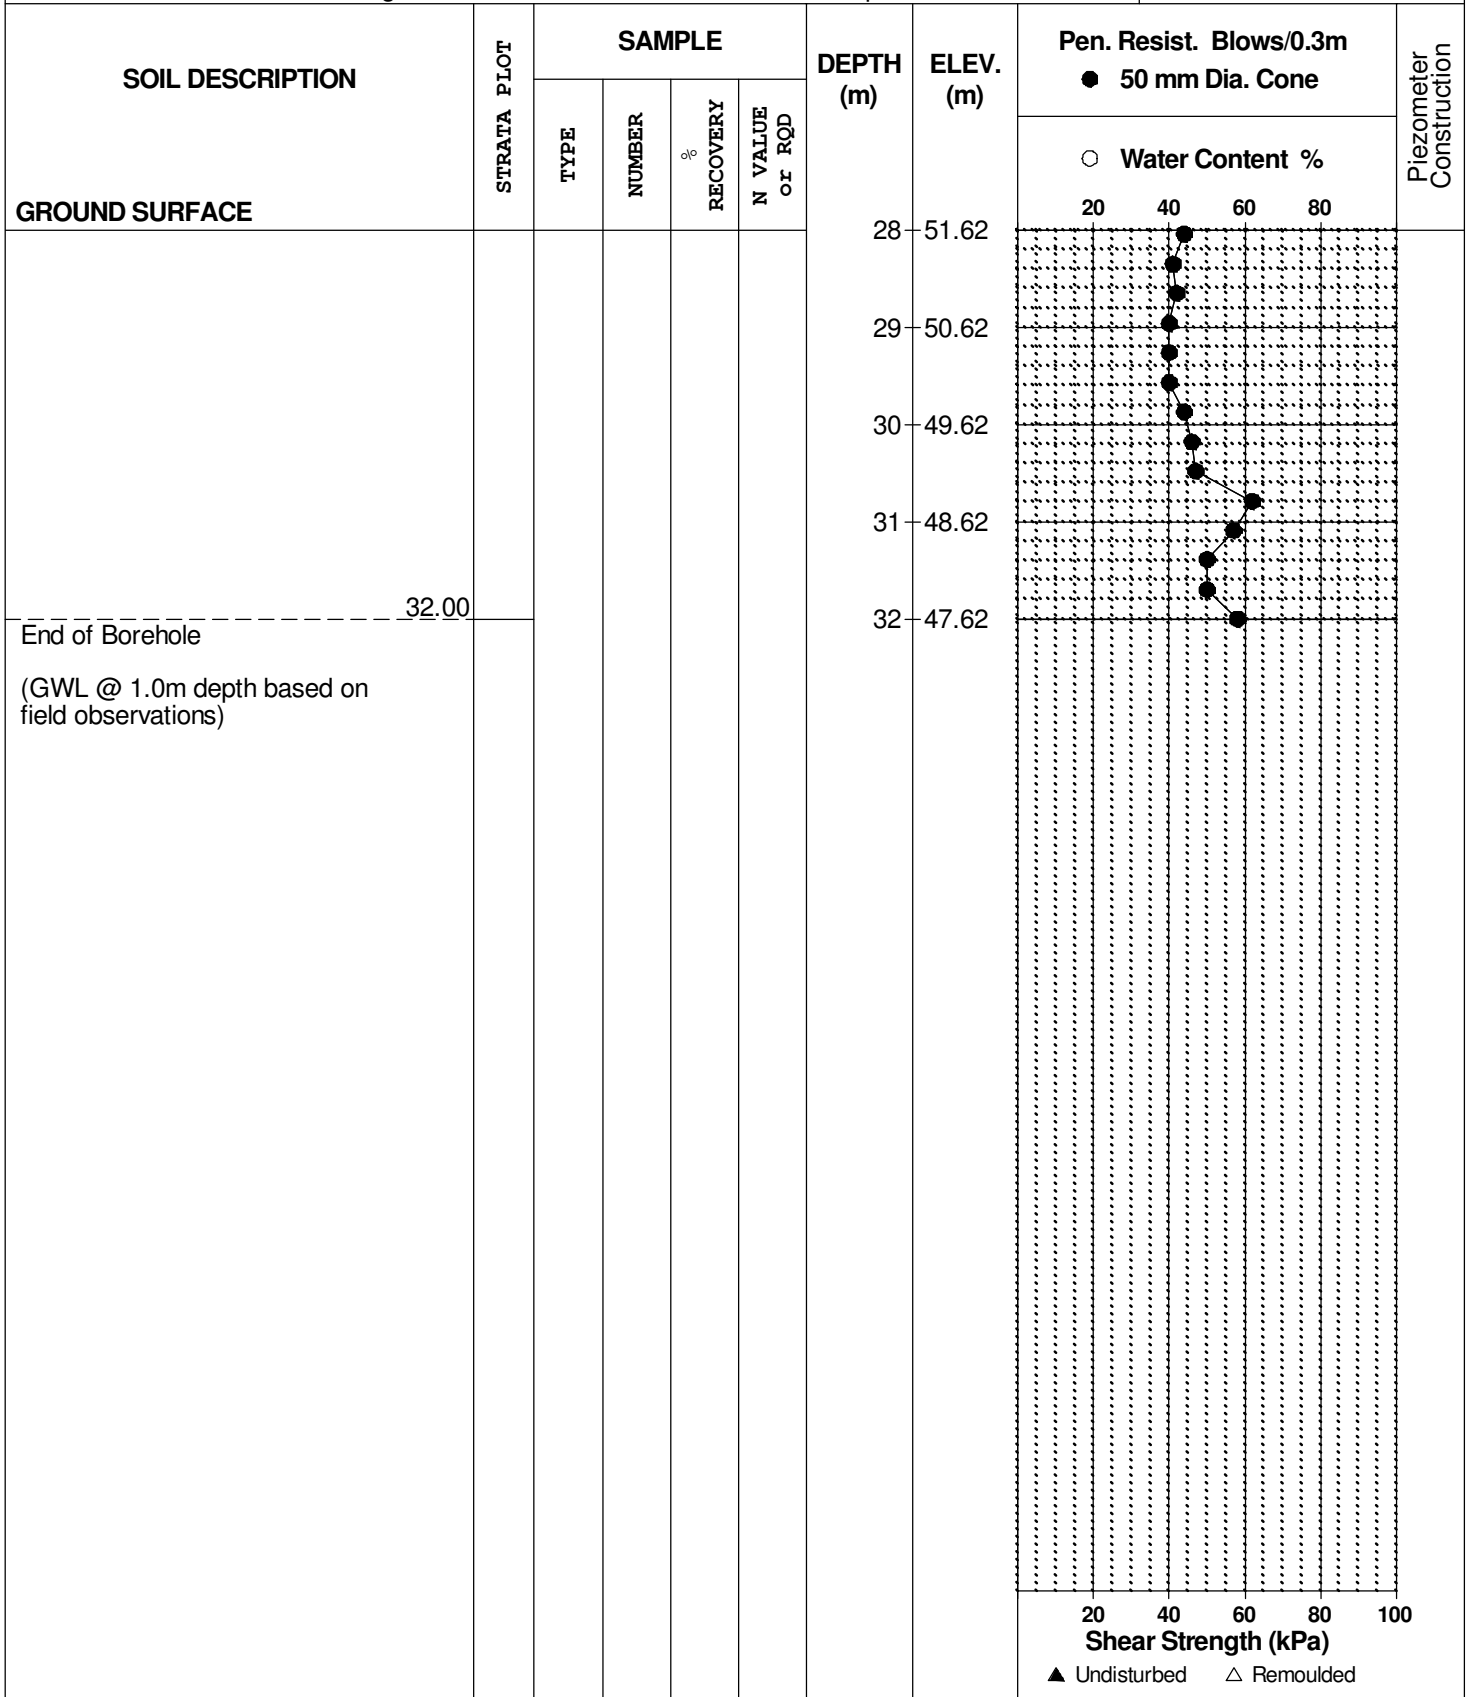 SOIL DESCRIPTION
GROUND SURFACE
STRATA PLOT
SAMPLE
TYPE
NUMBER
%
RECOVERY
N VALUE
or RQD
DEPTH
(m)
ELEV.
(m)
Pen. Resist. Blows/0.3m
● 50 mm Dia. Cone
○ Water Content %
20 40 60 80
Piezometer
Construction
28 51.62
29 50.62
30 49.62
31 48.62
32.00
32 47.62
End of Borehole
(GWL @ 1.0m depth based on
field observations)
20 40 60 80 100
Shear Strength (kPa)
▲ Undisturbed △ Remoulded